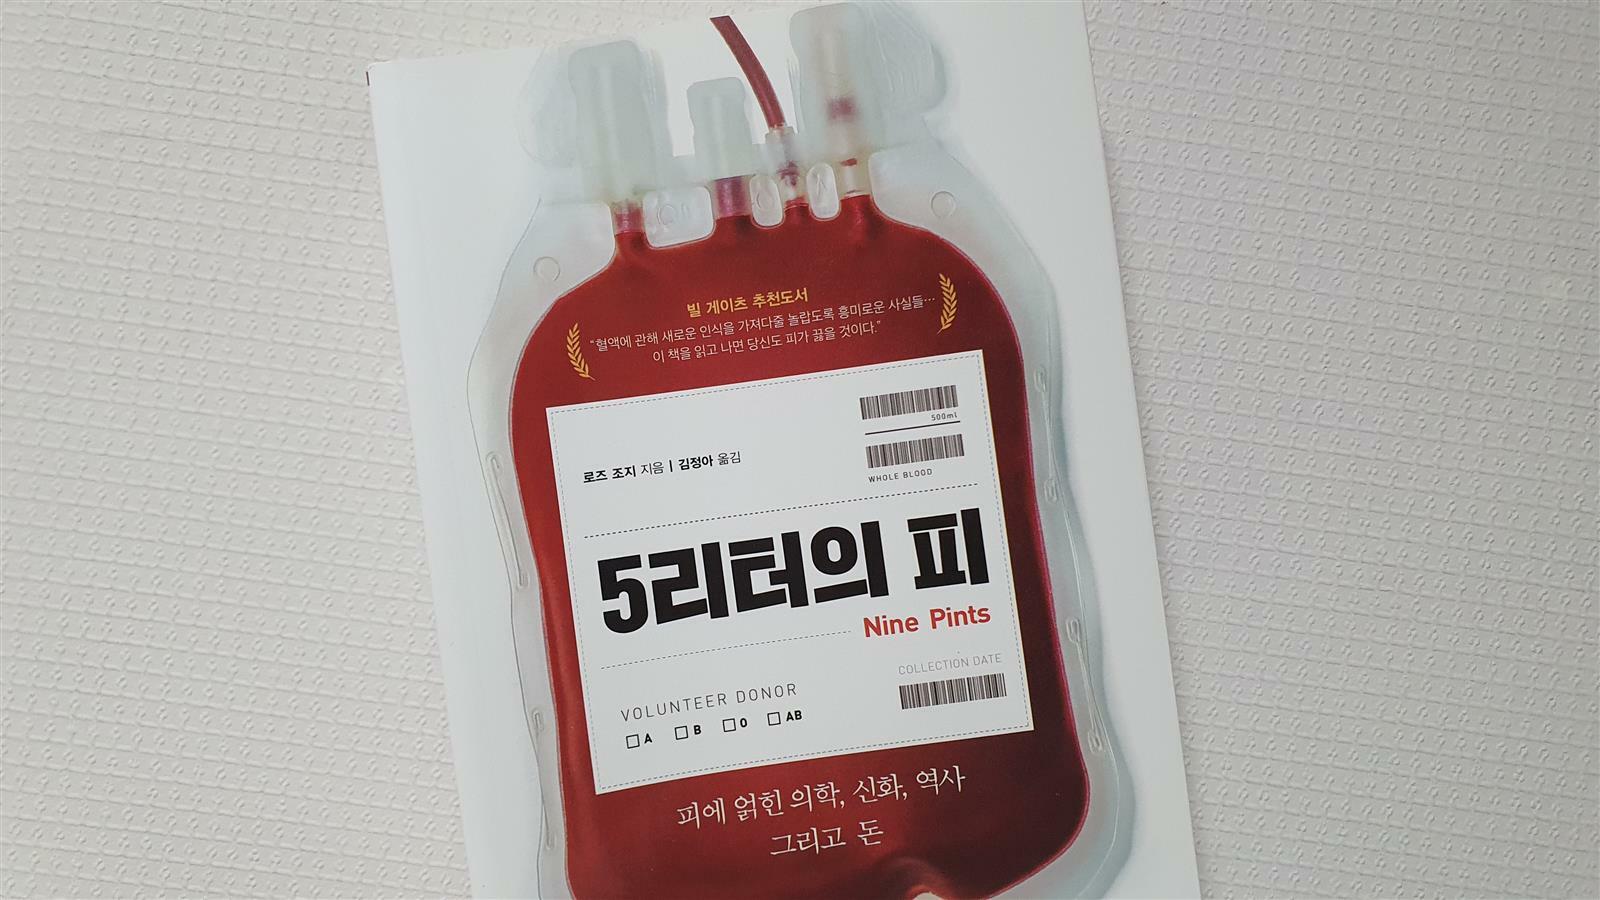 빌 게이츠 추천도서
“혈액에 관해 새로운 인식을 가져다줄 놀랍도록 흥미로운 사실들…
이 책을 읽고 나면 당신도 피가 끓을 것이다.”
500ml
로즈 조지 지음 | 김정아 옮김
WHOLE BLOOD
5리터의 피
Nine Pints
COLLECTION DATE
VOLUNTEER DONOR
□ A □ B □ O □ AB
피에 얽힌 의학, 신화, 역사
그리고 돈